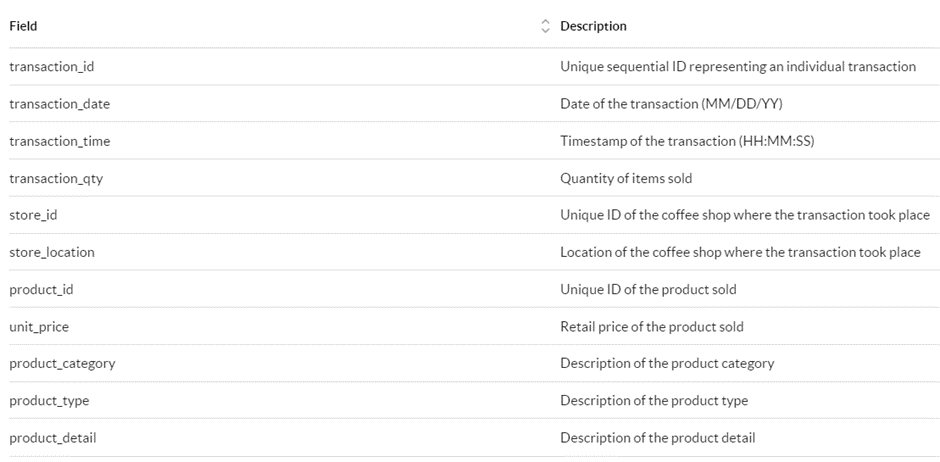 Field Description
transaction_id Unique sequential ID representing an individual transaction
transaction_date Date of the transaction (MM/DD/YY)
transaction_time Timestamp of the transaction (HH:MM:SS)
transaction_qty Quantity of items sold
store_id Unique ID of the coffee shop where the transaction took place
store_location Location of the coffee shop where the transaction took place
product_id Unique ID of the product sold
unit_price Retail price of the product sold
product_category Description of the product category
product_type Description of the product type
product_detail Description of the product detail